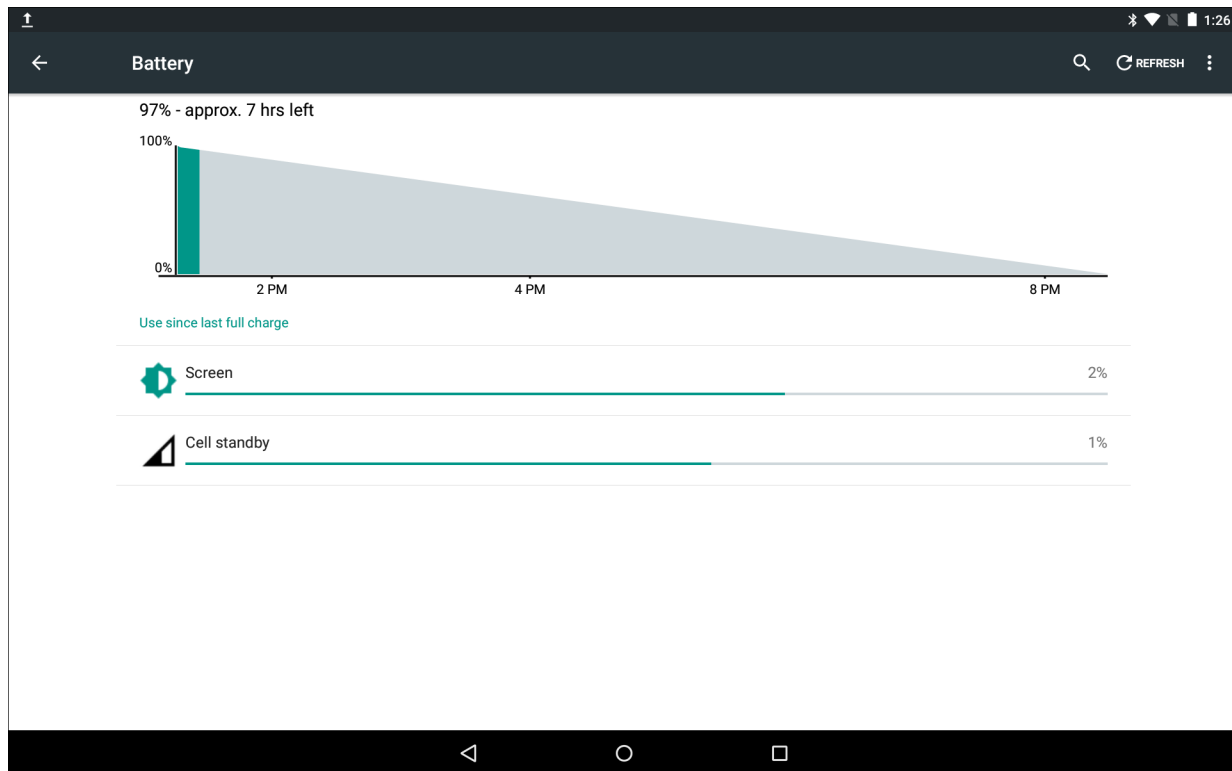 1:26
Battery
REFRESH
97% - approx. 7 hrs left
100%
0%
2 PM 4 PM 8 PM
Use since last full charge
Screen 2%
Cell standby 1%